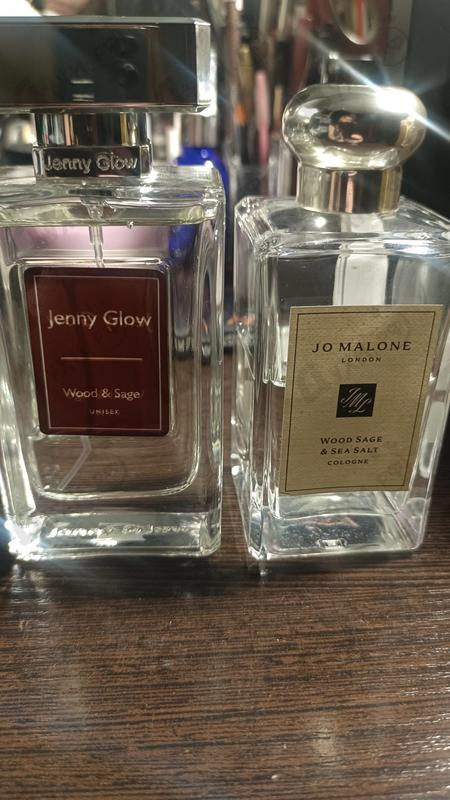 Jenny Glow
Jenny Glow
Wood & Sage
UNISEX
JO MALONE
LONDON
JML
WOOD SAGE
& SEA SALT
COLOGNE